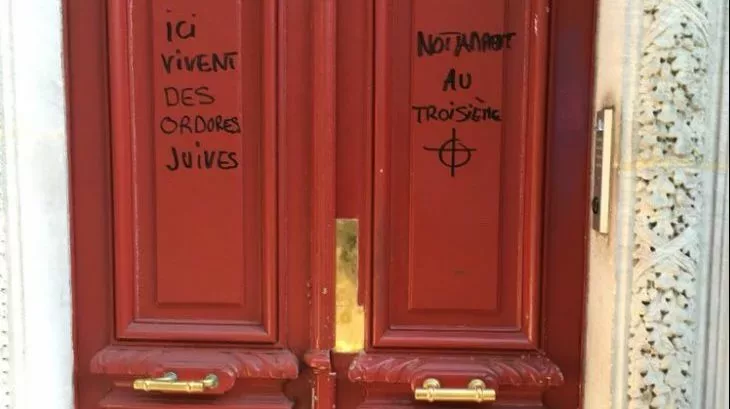 iCi
ViVENT
DES
ORDORES
JUiVES
NOTAMMENT
AU
TROISIÈME